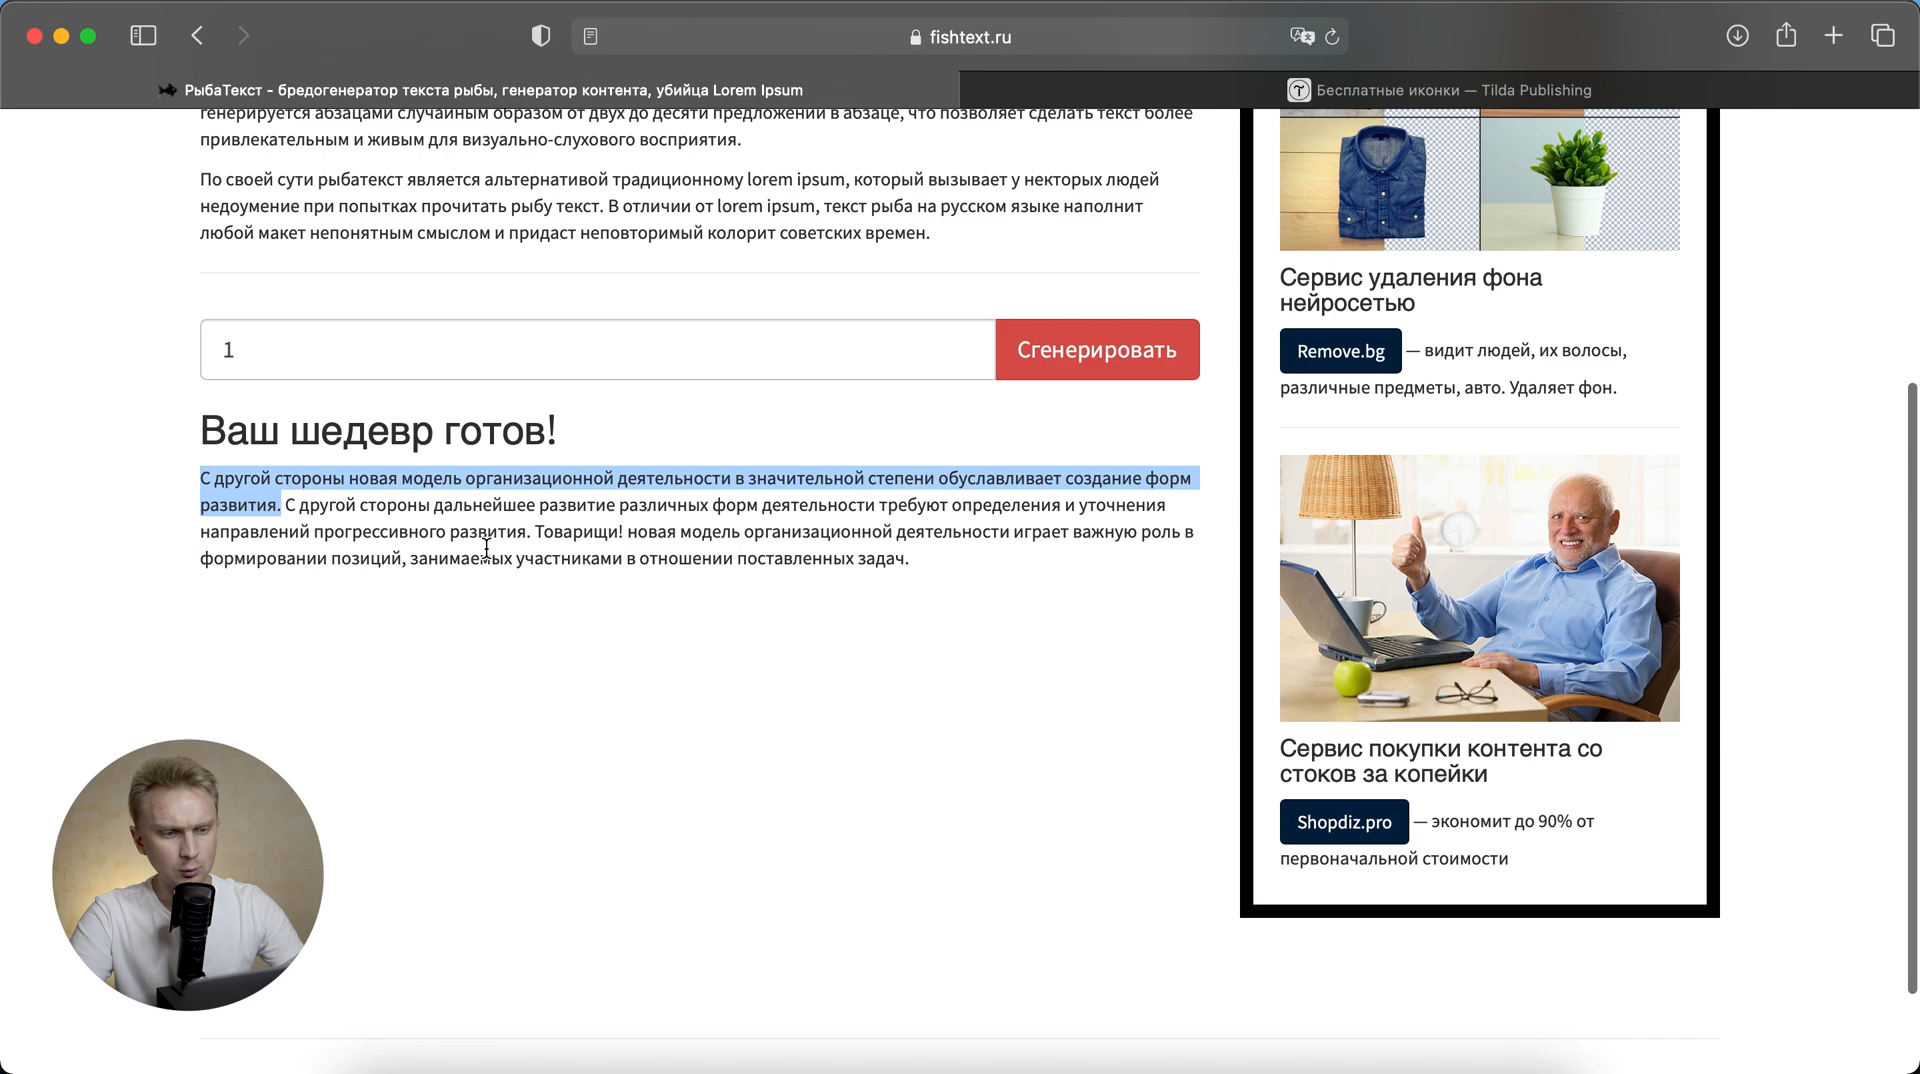 fishtext.ru
РыбаТекст - бредогенератор текста рыбы, генератор контента, убийца Lorem Ipsum
Бесплатные иконки — Tilda Publishing
генерируется абзацами случайным образом от двух до десяти предложений в абзаце, что позволяет сделать текст более
привлекательным и живым для визуально-слухового восприятия.
По своей сути рыбатекст является альтернативой традиционному lorem ipsum, который вызывает у некторых людей
недоумение при попытках прочитать рыбу текст. В отличии от lorem ipsum, текст рыба на русском языке наполнит
любой макет непонятным смыслом и придаст неповторимый колорит советских времен.
1
Сгенерировать
Ваш шедевр готов!
С другой стороны новая модель организационной деятельности в значительной степени обуславливает создание форм
развития. С другой стороны дальнейшее развитие различных форм деятельности требуют определения и уточнения
направлений прогрессивного развития. Товарищи! новая модель организационной деятельности играет важную роль в
формировании позиций, занимаемых участниками в отношении поставленных задач.
Сервис удаления фона
нейросетью
Remove.bg — видит людей, их волосы,
различные предметы, авто. Удаляет фон.
Сервис покупки контента со
стоков за копейки
Shopdiz.pro — экономит до 90% от
первоначальной стоимости